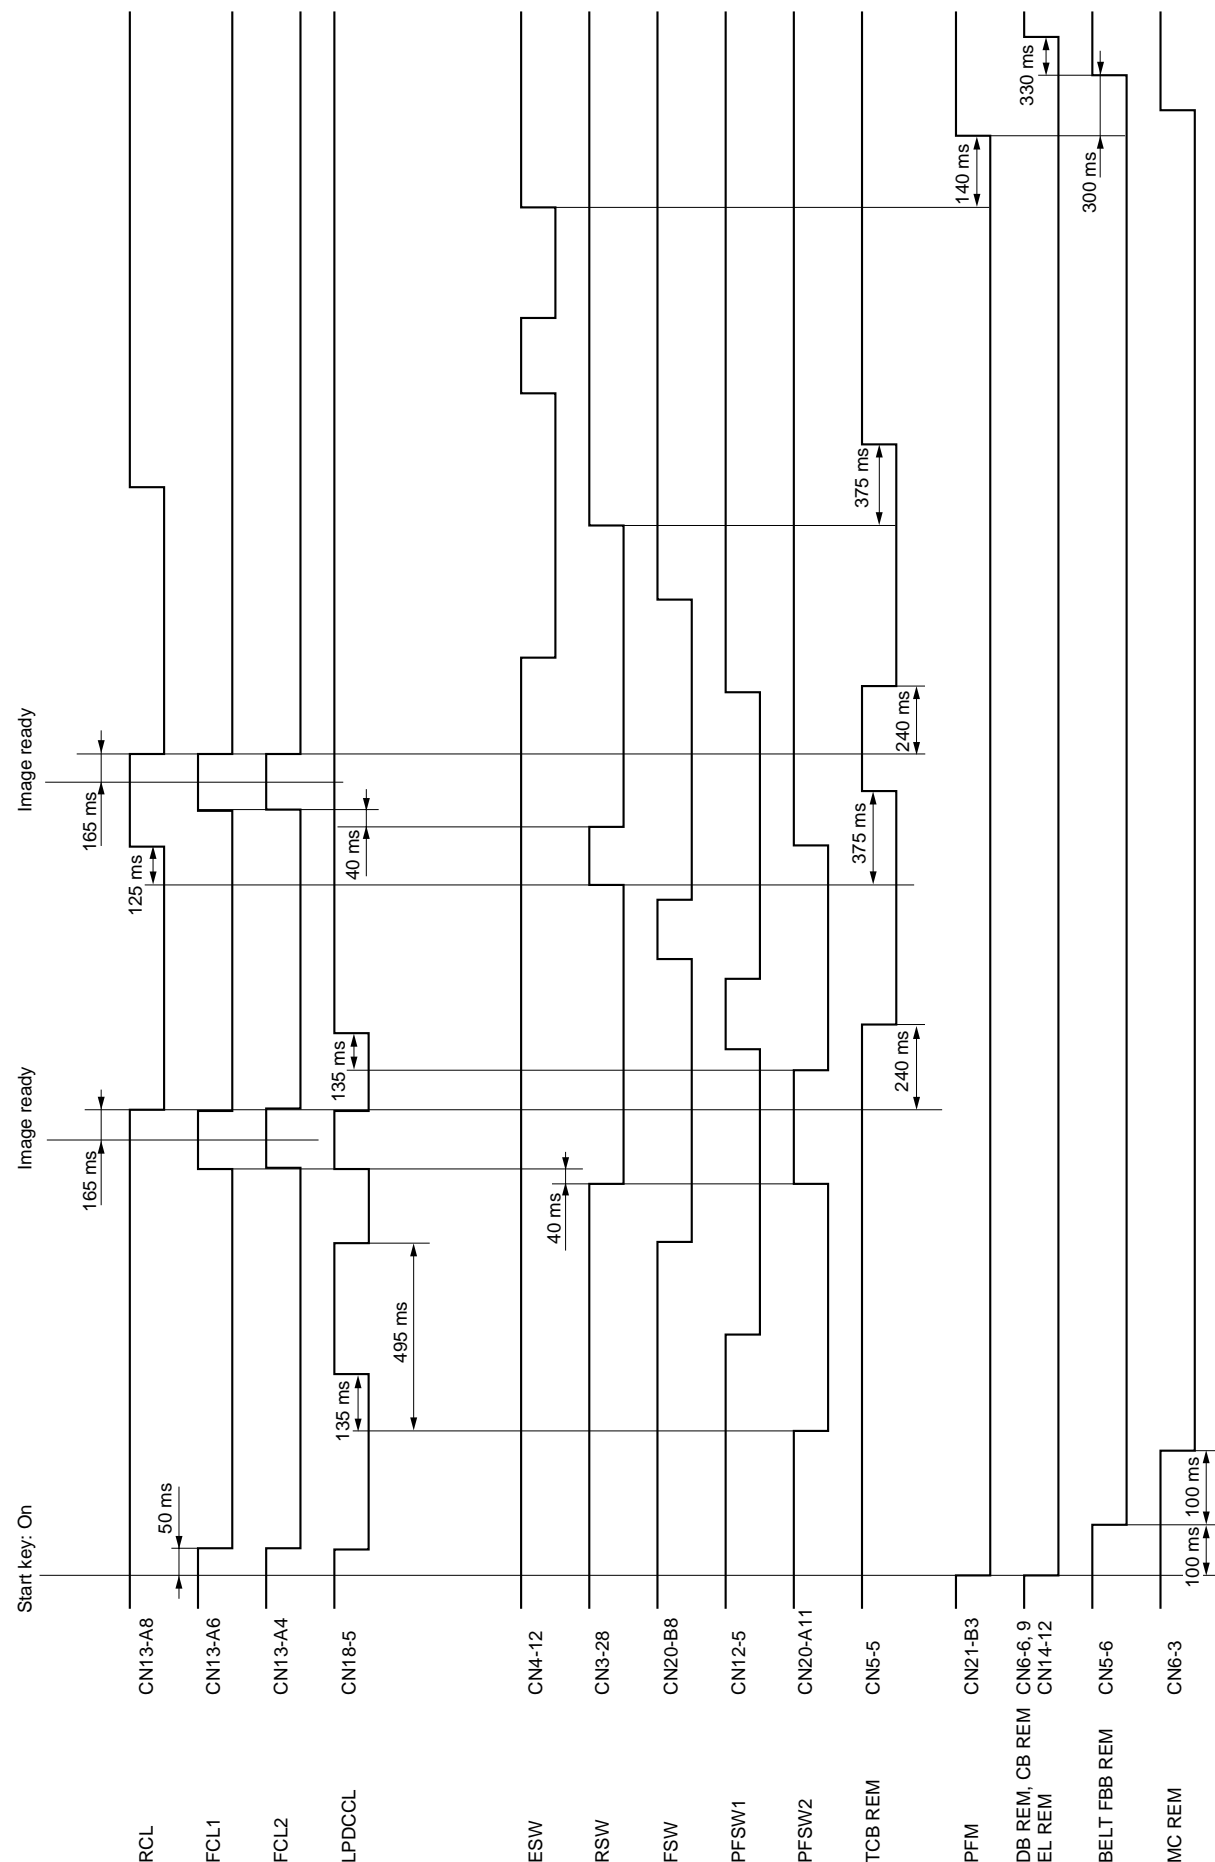 Start key: On
Image ready
Image ready
RCL CN13-A8
165 ms
125 ms
165 ms
FCL1 CN13-A6
50 ms
FCL2 CN13-A4
LPDCCL CN18-5
135 ms
495 ms
135 ms
40 ms
ESW CN4-12
RSW CN3-28
40 ms
FSW CN20-B8
PFSW1 CN12-5
PFSW2 CN20-A11
TCB REM CN5-5
240 ms
375 ms
240 ms
375 ms
PFM CN21-B3
140 ms
DB REM, CB REM CN6-6, 9
EL REM CN14-12
330 ms
BELT FBB REM CN5-6
300 ms
MC REM CN6-3
100 ms
100 ms